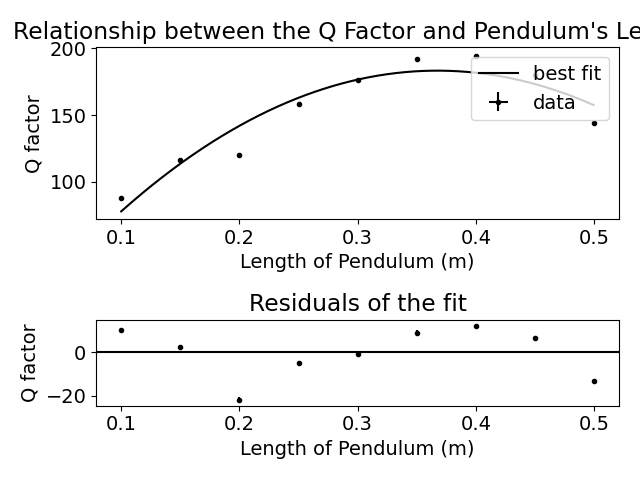 Relationship between the Q Factor and Pendulum's Le
200
150
100
Q factor
best fit
data
0.1 0.2 0.3 0.4 0.5
Length of Pendulum (m)
Residuals of the fit
0
−20
Q factor
0.1 0.2 0.3 0.4 0.5
Length of Pendulum (m)